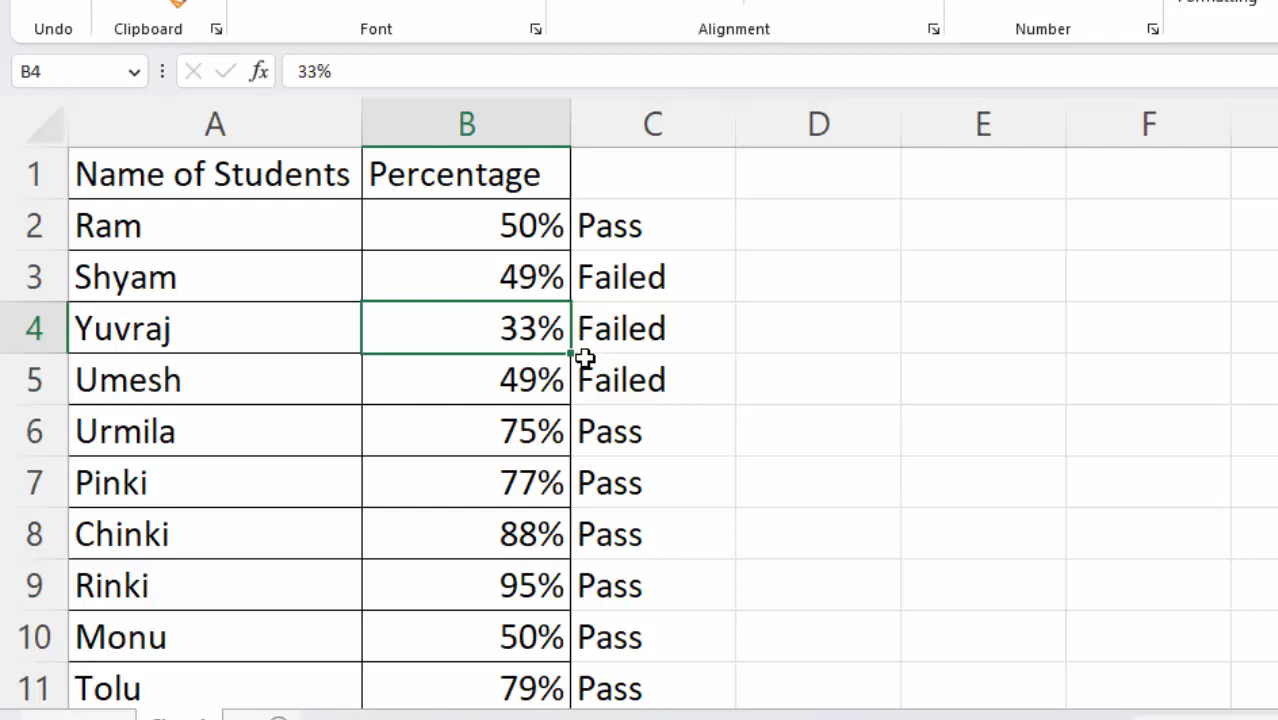 Formatting
Undo Clipboard Font Alignment Number
B4 fx 33%
A B C D E F
1 Name of Students Percentage
2 Ram 50% Pass
3 Shyam 49% Failed
4 Yuvraj 33% Failed
5 Umesh 49% Failed
6 Urmila 75% Pass
7 Pinki 77% Pass
8 Chinki 88% Pass
9 Rinki 95% Pass
10 Monu 50% Pass
11 Tolu 79% Pass